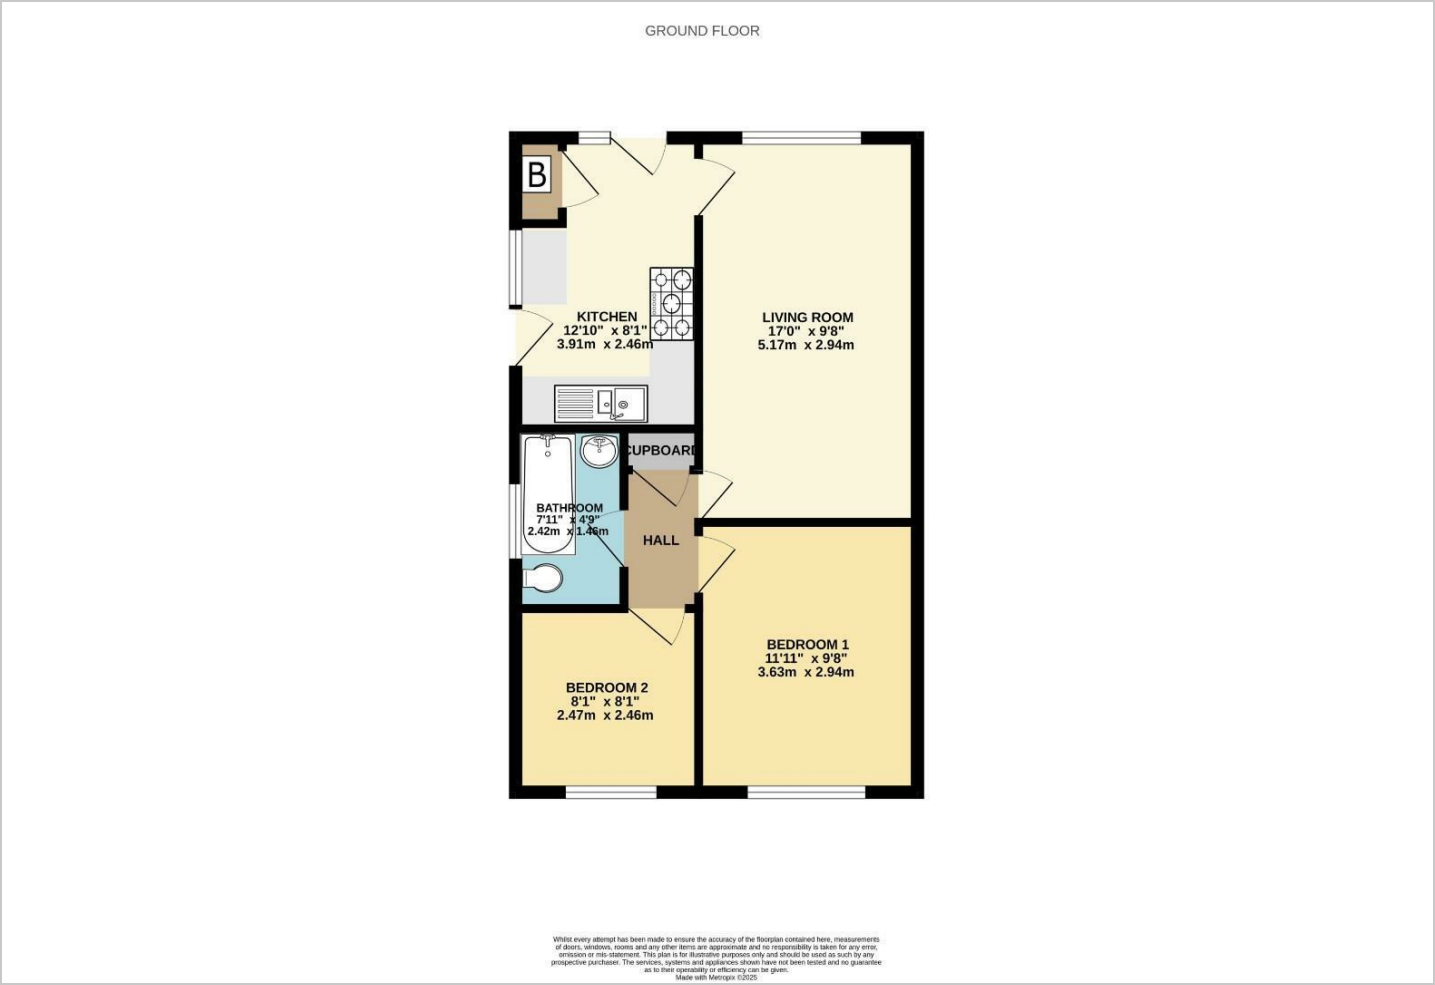 GROUND FLOOR
B
KITCHEN
12'10" x 8'1"
3.91m x 2.46m
LIVING ROOM
17'0" x 9'8"
5.17m x 2.94m
CUPBOARD
BATHROOM
7'11" x 4'9"
2.42m x 1.46m
HALL
BEDROOM 1
11'11" x 9'8"
3.63m x 2.94m
BEDROOM 2
8'1" x 8'1"
2.47m x 2.46m
Whilst every attempt has been made to ensure the accuracy of the floorplan contained here, measurements
of doors, windows, rooms and any other items are approximate and no responsibility is taken for any error,
omission or mis-statement. This plan is for illustrative purposes only and should be used as such by any
prospective purchaser. The services, systems and appliances shown have not been tested and no guarantee
as to their operability or efficiency can be given.
Made with Metropix ©2025